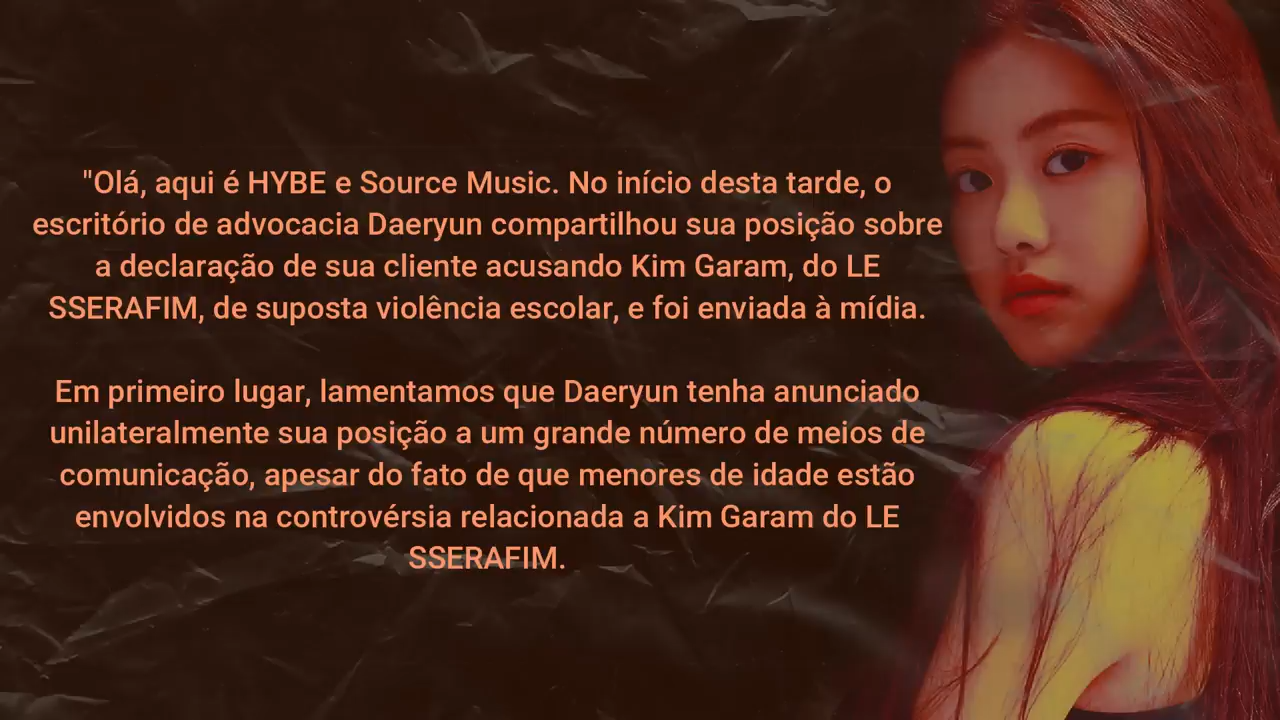 "Olá, aqui é HYBE e Source Music. No início desta tarde, o
escritório de advocacia Daeryun compartilhou sua posição sobre
a declaração de sua cliente acusando Kim Garam, do LE
SSERAFIM, de suposta violência escolar, e foi enviada à mídia.
Em primeiro lugar, lamentamos que Daeryun tenha anunciado
unilateralmente sua posição a um grande número de meios de
comunicação, apesar do fato de que menores de idade estão
envolvidos na controvérsia relacionada a Kim Garam do LE
SSERAFIM.